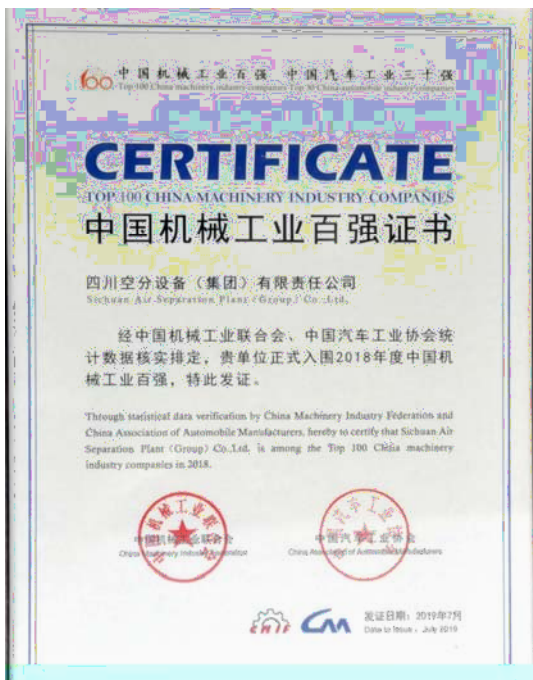 100 中国机械工业百强 中国汽车工业三十强
Top 100 China machinery industry companies Top 30 China automobile industry companies
CERTIFICATE
TOP 100 CHINA MACHINERY INDUSTRY COMPANIES
中国机械工业百强证书
四川空分设备（集团）有限责任公司
Sichuan Air Separation Plant (Group) Co.,Ltd.
经中国机械工业联合会、中国汽车工业协会统
计数据核实排定，贵单位正式入围2018年度中国机
械工业百强，特此发证。
Through statistical data verification by China Machinery Industry Federation and
China Association of Automobile Manufacturers, hereby to certify that Sichuan Air
Separation Plant (Group) Co.,Ltd. is among the Top 100 China machinery
industry companies in 2018.
中国机械工业联合会
China Machinery Industry Federation
中国汽车工业协会
China Association of Automobile Manufacturers
CMIF
发证日期：2019年7月
Date to Issue：July 2019